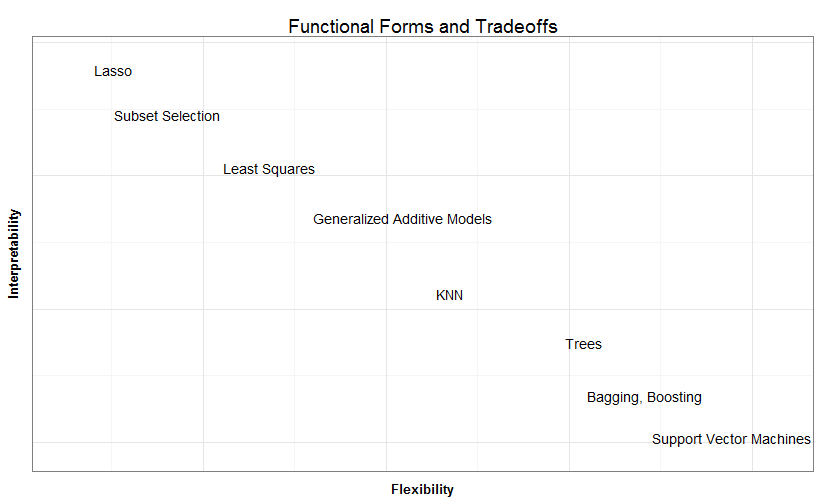 Functional Forms and Tradeoffs
Lasso
Subset Selection
Least Squares
Generalized Additive Models
KNN
Trees
Bagging, Boosting
Support Vector Machines
Interpretability
Flexibility